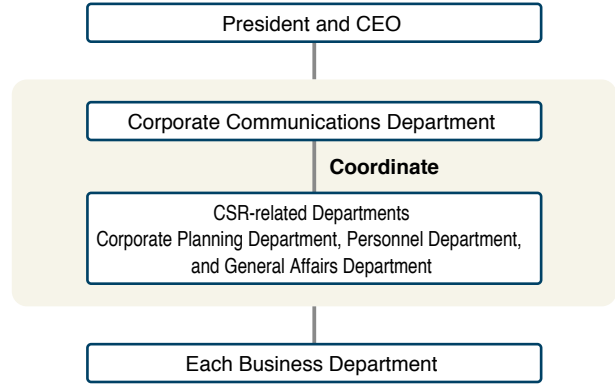 President and CEO
Corporate Communications Department
Coordinate
CSR-related Departments
Corporate Planning Department, Personnel Department,
and General Affairs Department
Each Business Department